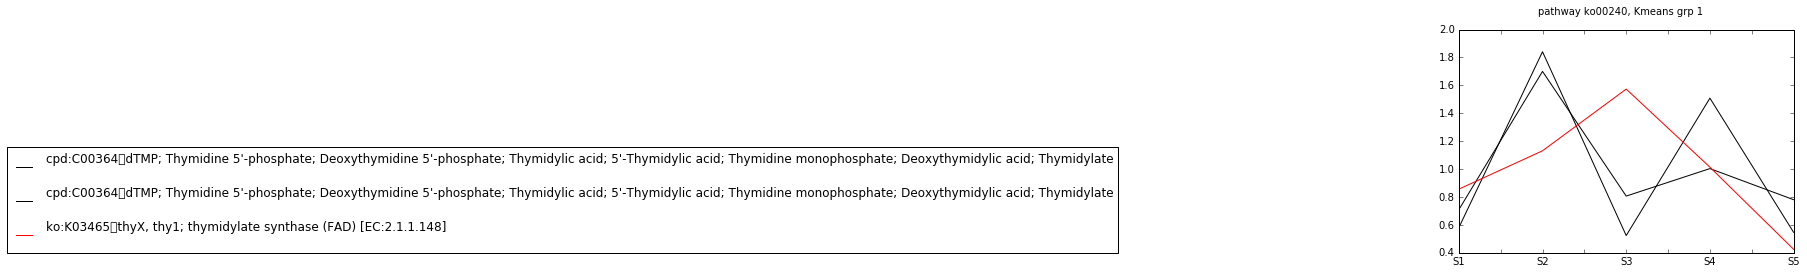 pathway ko00240, Kmeans grp 1
2.0
1.8
1.6
1.4
1.2
1.0
0.8
0.6
0.4
S1 S2 S3 S4 S5
cpd:C00364▯dTMP; Thymidine 5'-phosphate; Deoxythymidine 5'-phosphate; Thymidylic acid; 5'-Thymidylic acid; Thymidine monophosphate; Deoxythymidylic acid; Thymidylate
cpd:C00364▯dTMP; Thymidine 5'-phosphate; Deoxythymidine 5'-phosphate; Thymidylic acid; 5'-Thymidylic acid; Thymidine monophosphate; Deoxythymidylic acid; Thymidylate
ko:K03465▯thyX, thy1; thymidylate synthase (FAD) [EC:2.1.1.148]